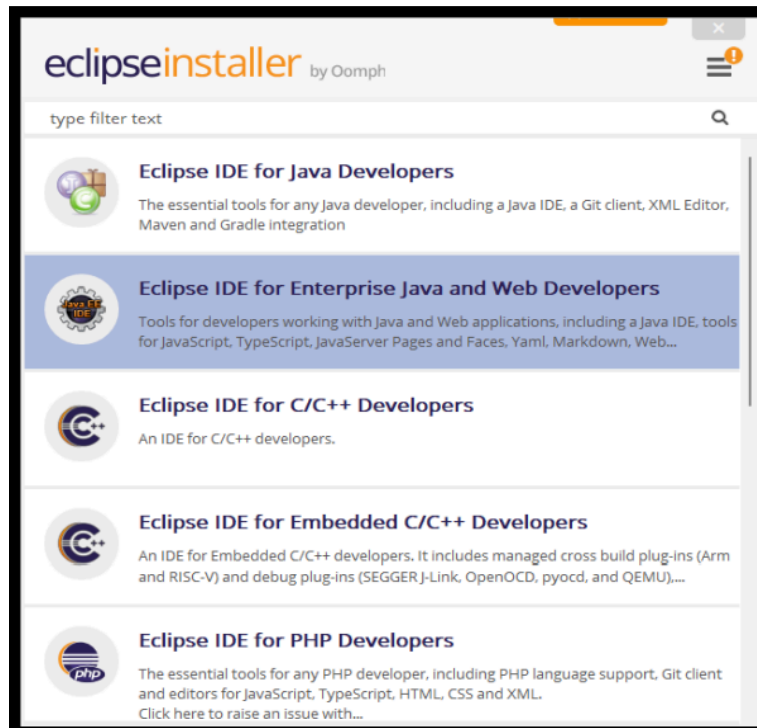 eclipseinstaller by Oomph
type filter text
Eclipse IDE for Java Developers
The essential tools for any Java developer, including a Java IDE, a Git client, XML Editor,
Maven and Gradle integration
Java EE
IDE
Eclipse IDE for Enterprise Java and Web Developers
Tools for developers working with Java and Web applications, including a Java IDE, tools
for JavaScript, TypeScript, JavaServer Pages and Faces, Yaml, Markdown, Web...
C++
Eclipse IDE for C/C++ Developers
An IDE for C/C++ developers.
C++
Eclipse IDE for Embedded C/C++ Developers
An IDE for Embedded C/C++ developers. It includes managed cross build plug-ins (Arm
and RISC-V) and debug plug-ins (SEGGER J-Link, OpenOCD, pyocd, and QEMU),...
php
Eclipse IDE for PHP Developers
The essential tools for any PHP developer, including PHP language support, Git client
and editors for JavaScript, TypeScript, HTML, CSS and XML.
Click here to raise an issue with...